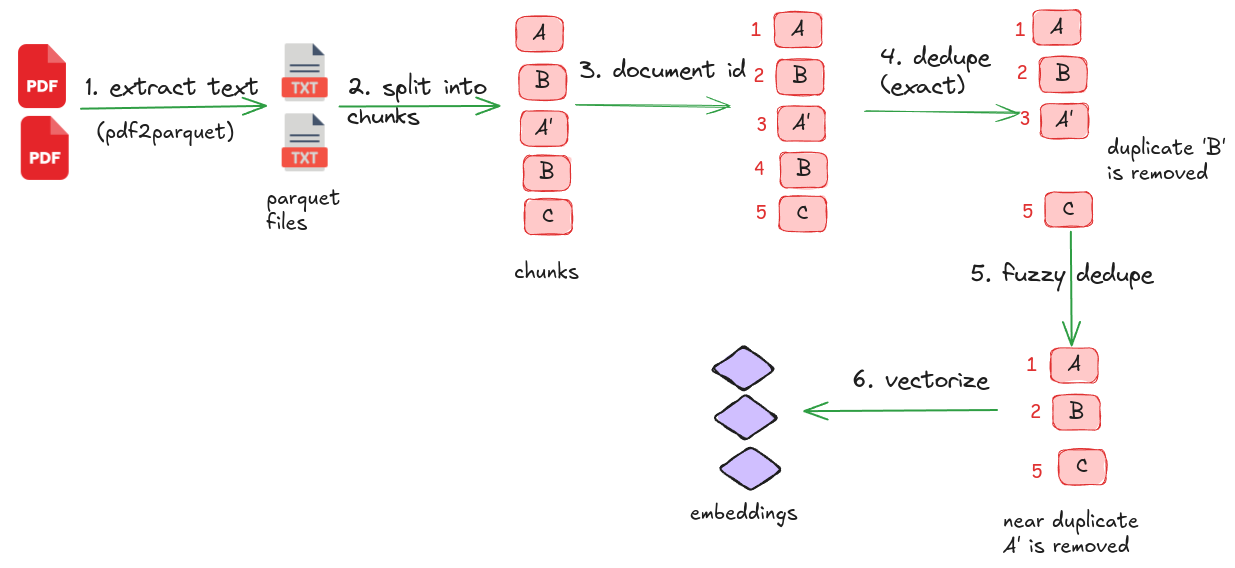 PDF
PDF
1. extract text
(pdf2parquet)
TXT
TXT
parquet
files
2. split into
chunks
A
B
A'
B
C
chunks
3. document id
1 A
2 B
3 A'
4 B
5 C
4. dedupe
(exact)
1 A
2 B
3 A'
5 C
duplicate 'B'
is removed
5. fuzzy dedupe
1 A
2 B
5 C
near duplicate
A' is removed
6. vectorize
embeddings